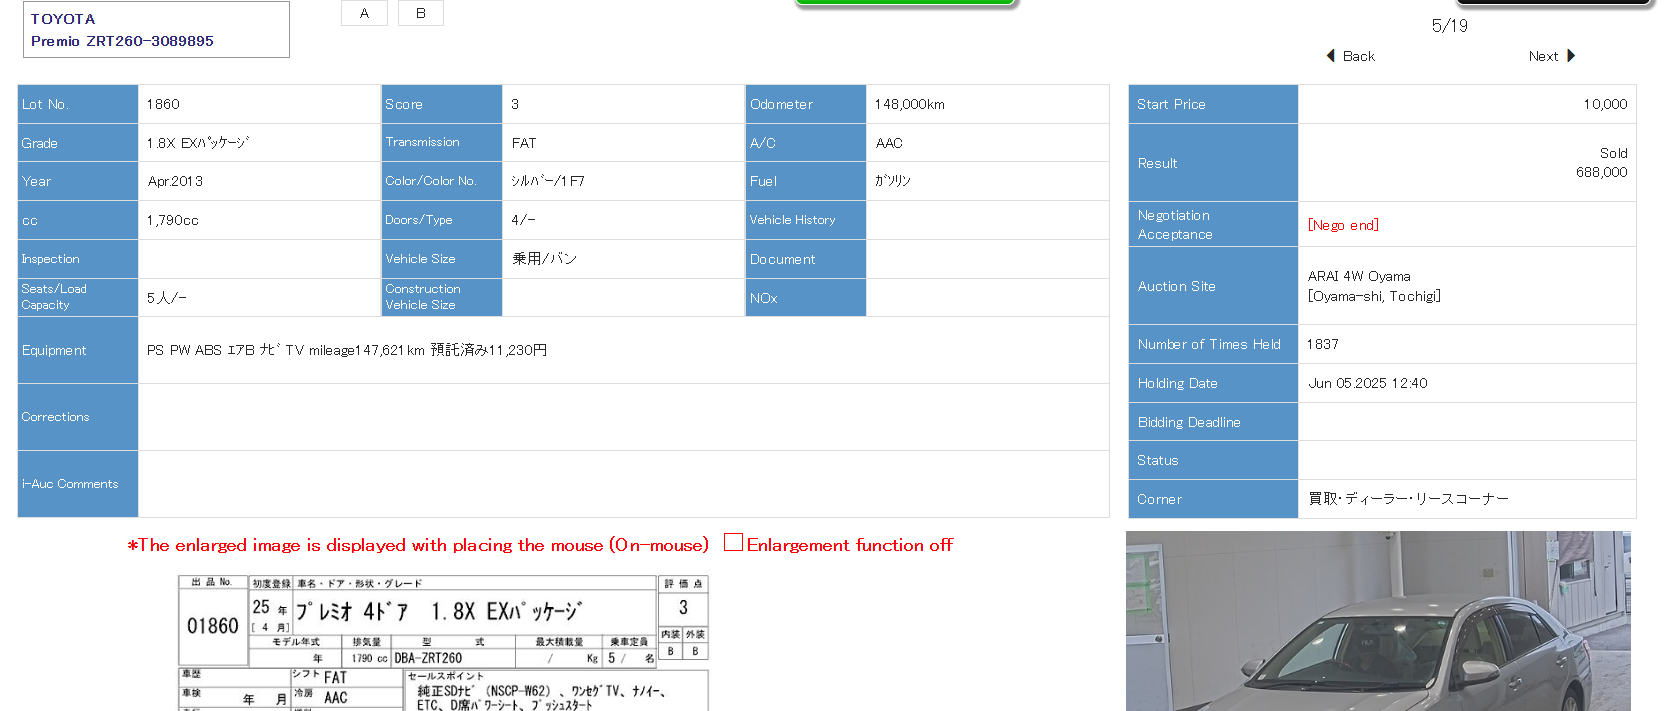 TOYOTA
Premio ZRT260-3089895
A
B
5/19
Back
Next
Lot No. 1860 Score 3 Odometer 148,000km
Grade 1.8X EXﾊﾟｯｹｰｼﾞ Transmission FAT A/C AAC
Year Apr.2013 Color/Color No. ｼﾙﾊﾞｰ/1F7 Fuel ｶﾞｿﾘﾝ
cc 1,790cc Doors/Type 4/- Vehicle History
Inspection Vehicle Size 乗用/バン Document
Seats/Load Capacity 5人/- Construction Vehicle Size NOx
Equipment PS PW ABS ｴｱB ﾅﾋﾞ TV mileage147,621km 預託済み11,230円
Corrections
i-Auc Comments
Start Price 10,000
Result Sold
688,000
Negotiation Acceptance [Nego end]
Auction Site ARAI 4W Oyama
[Oyama-shi, Tochigi]
Number of Times Held 1837
Holding Date Jun 05.2025 12:40
Bidding Deadline
Status
Corner 買取・ディーラー・リースコーナー
*The enlarged image is displayed with placing the mouse (On-mouse) Enlargement function off
出品No. 初度登録 車名・ドア・形状・グレード 評価点
01860 25年 ﾌﾟﾚﾐｵ 4ﾄﾞｱ 1.8X EXﾊﾟｯｹｰｼﾞ 3
[ 4 月]
モデル年式 排気量 型式 最大積載量 乗車定員 内装 外装
年 1790 cc DBA-ZRT260 / Kg 5 / 名 B B
車歴 シフト FAT セールスポイント
車検 年 月 冷房 AAC 純正SDﾅﾋﾞ (NSCP-W62) 、ﾜﾝｾｸﾞTV、ﾅﾉｲｰ、
ETC、D席ﾊﾟﾜｰｼｰﾄ、ﾌﾟｯｼｭｽﾀｰﾄ